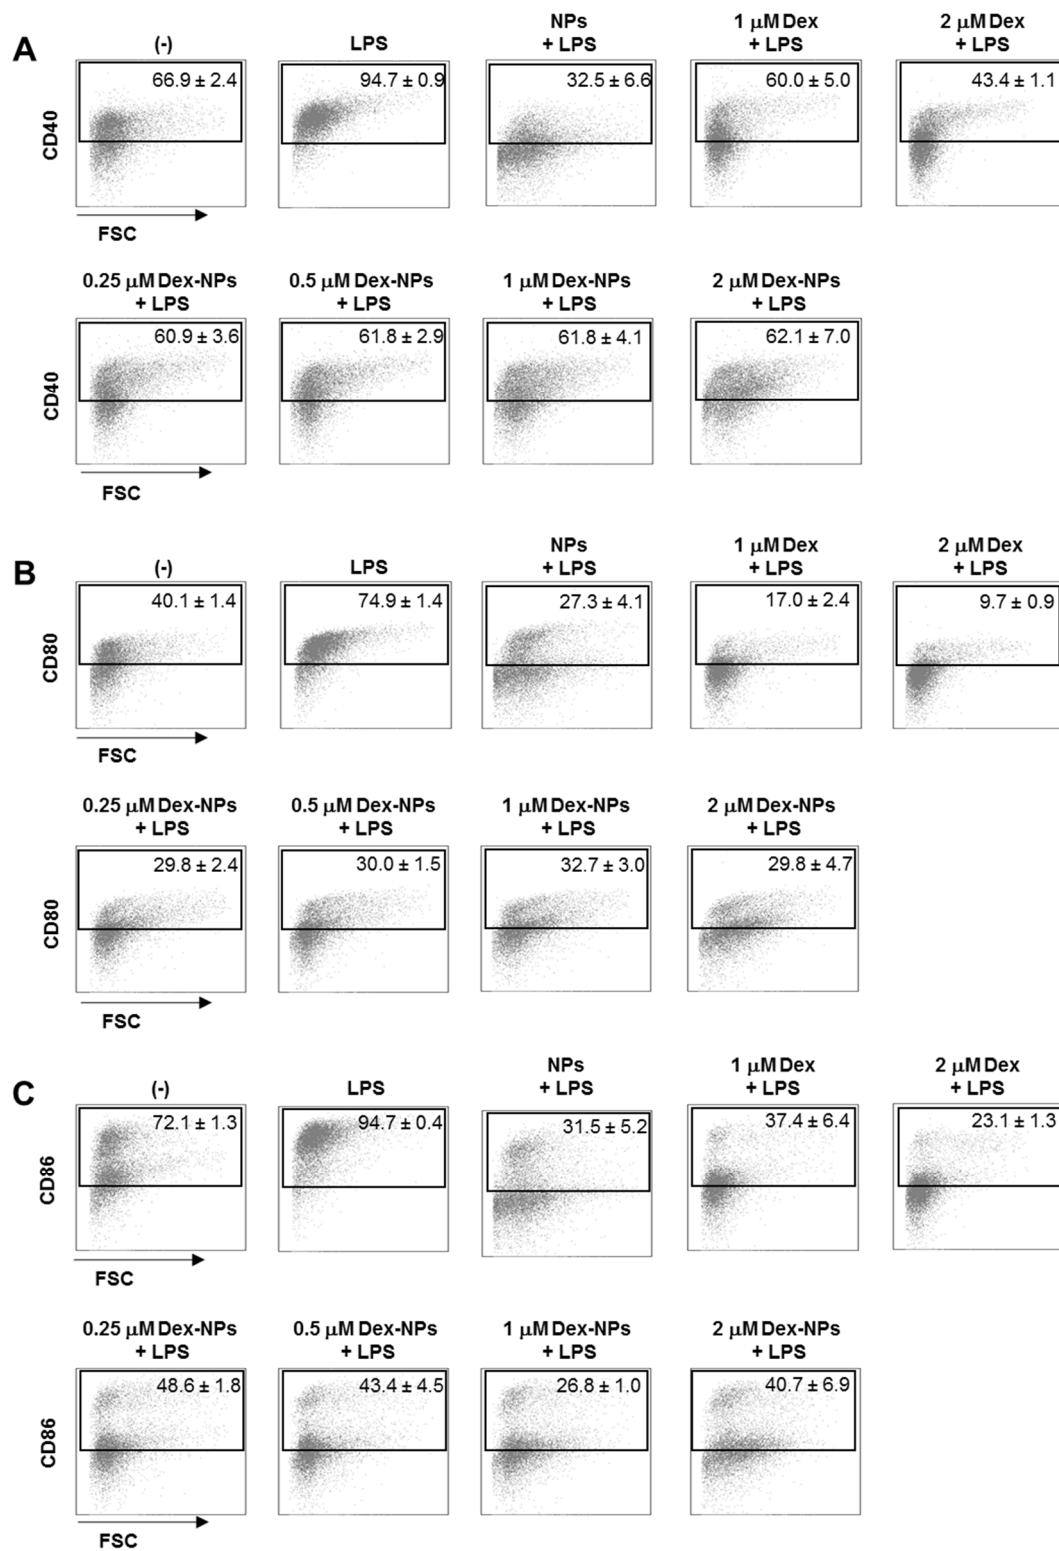 A
(-)
LPS
NPs
+ LPS
1 μM Dex
+ LPS
2 μM Dex
+ LPS
CD40
66.9 ± 2.4
94.7 ± 0.9
32.5 ± 6.6
60.0 ± 5.0
43.4 ± 1.1
FSC
0.25 μM Dex-NPs
+ LPS
0.5 μM Dex-NPs
+ LPS
1 μM Dex-NPs
+ LPS
2 μM Dex-NPs
+ LPS
CD40
60.9 ± 3.6
61.8 ± 2.9
61.8 ± 4.1
62.1 ± 7.0
FSC
B
(-)
LPS
NPs
+ LPS
1 μM Dex
+ LPS
2 μM Dex
+ LPS
CD80
40.1 ± 1.4
74.9 ± 1.4
27.3 ± 4.1
17.0 ± 2.4
9.7 ± 0.9
FSC
0.25 μM Dex-NPs
+ LPS
0.5 μM Dex-NPs
+ LPS
1 μM Dex-NPs
+ LPS
2 μM Dex-NPs
+ LPS
CD80
29.8 ± 2.4
30.0 ± 1.5
32.7 ± 3.0
29.8 ± 4.7
FSC
C
(-)
LPS
NPs
+ LPS
1 μM Dex
+ LPS
2 μM Dex
+ LPS
CD86
72.1 ± 1.3
94.7 ± 0.4
31.5 ± 5.2
37.4 ± 6.4
23.1 ± 1.3
FSC
0.25 μM Dex-NPs
+ LPS
0.5 μM Dex-NPs
+ LPS
1 μM Dex-NPs
+ LPS
2 μM Dex-NPs
+ LPS
CD86
48.6 ± 1.8
43.4 ± 4.5
26.8 ± 1.0
40.7 ± 6.9
FSC